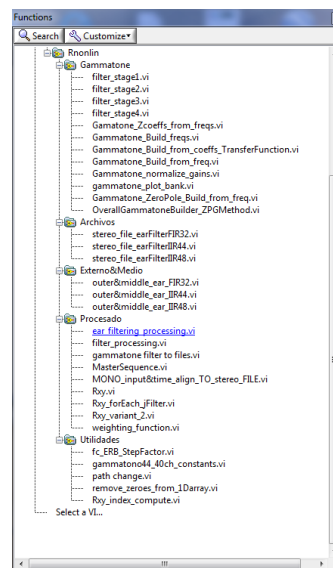 Functions
Search Customize
Rnonlin
Gammatone
filter_stage1.vi
filter_stage2.vi
filter_stage3.vi
filter_stage4.vi
Gamatone_Zcoeffs_from_freqs.vi
Gammatone_Build_freqs.vi
Gammatone_Build_from_coeffs_TransferFunction.vi
Gammatone_Build_from_freq.vi
Gammatone_normalize_gains.vi
gammatone_plot_bank.vi
Gammatone_ZeroPole_Build_from_freq.vi
OverallGammatoneBuilder_ZPGMethod.vi
Archivos
stereo_file_earFilterFIR32.vi
stereo_file_earFilterIIR44.vi
stereo_file_earFilterIIR48.vi
Externo&Medio
outer&middle_ear_FIR32.vi
outer&middle_ear_IIR44.vi
outer&middle_ear_IIR48.vi
Procesado
ear_filtering_processing.vi
filter_processing.vi
gammatone filter to files.vi
MasterSequence.vi
MONO_input&time_align_TO_stereo_FILE.vi
Rxy.vi
Rxy_forEach_jFilter.vi
Rxy_variant_2.vi
weighting_function.vi
Utilidades
fc_ERB_StepFactor.vi
gammatono44_40ch_constants.vi
path change.vi
remove_zeroes_from_1Darray.vi
Rxy_index_compute.vi
Select a VI...